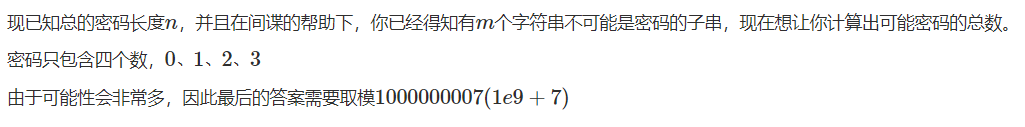 现已知总的密码长度n，并且在间谍的帮助下，你已经得知有m个字符串不可能是密码的子串，现在想让你计算出可能密码的总数。
密码只包含四个数，0、1、2、3
由于可能性会非常多，因此最后的答案需要取模1000000007(1e9 + 7)